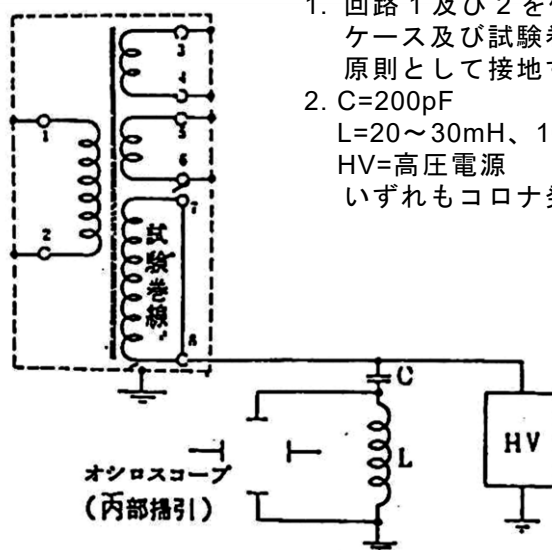 1. 回路 1 及び 2 を
ケース及び試験
原則として接地
2. C=200pF
L=20～30mH、1
HV=高圧電源
いずれもコロナ
3
4
1
5
6
2
7
試験巻線
8
C
L
HV
オシロスコープ
(内部掃引)